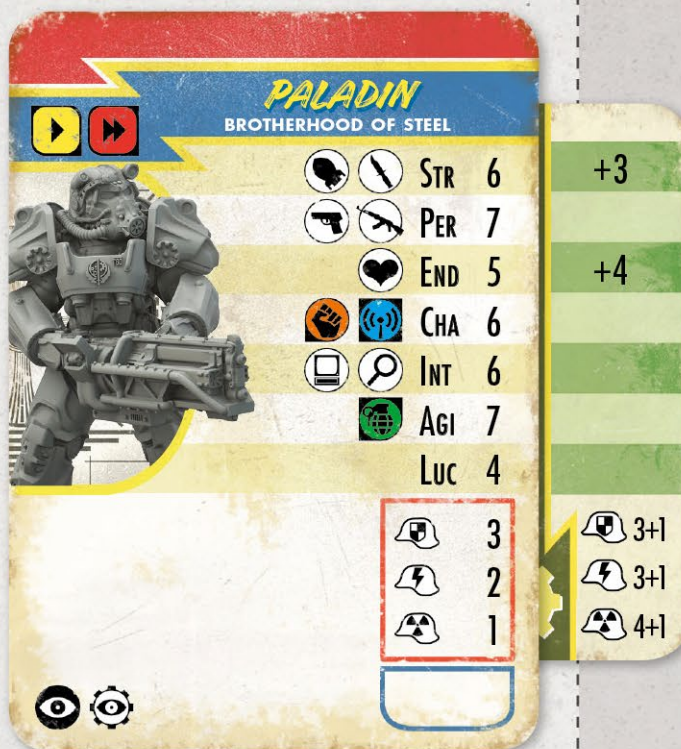 PALADIN
BROTHERHOOD OF STEEL
STR 6 +3
PER 7
END 5 +4
CHA 6
INT 6
AGI 7
LUC 4
3 3+1
2 3+1
1 4+1